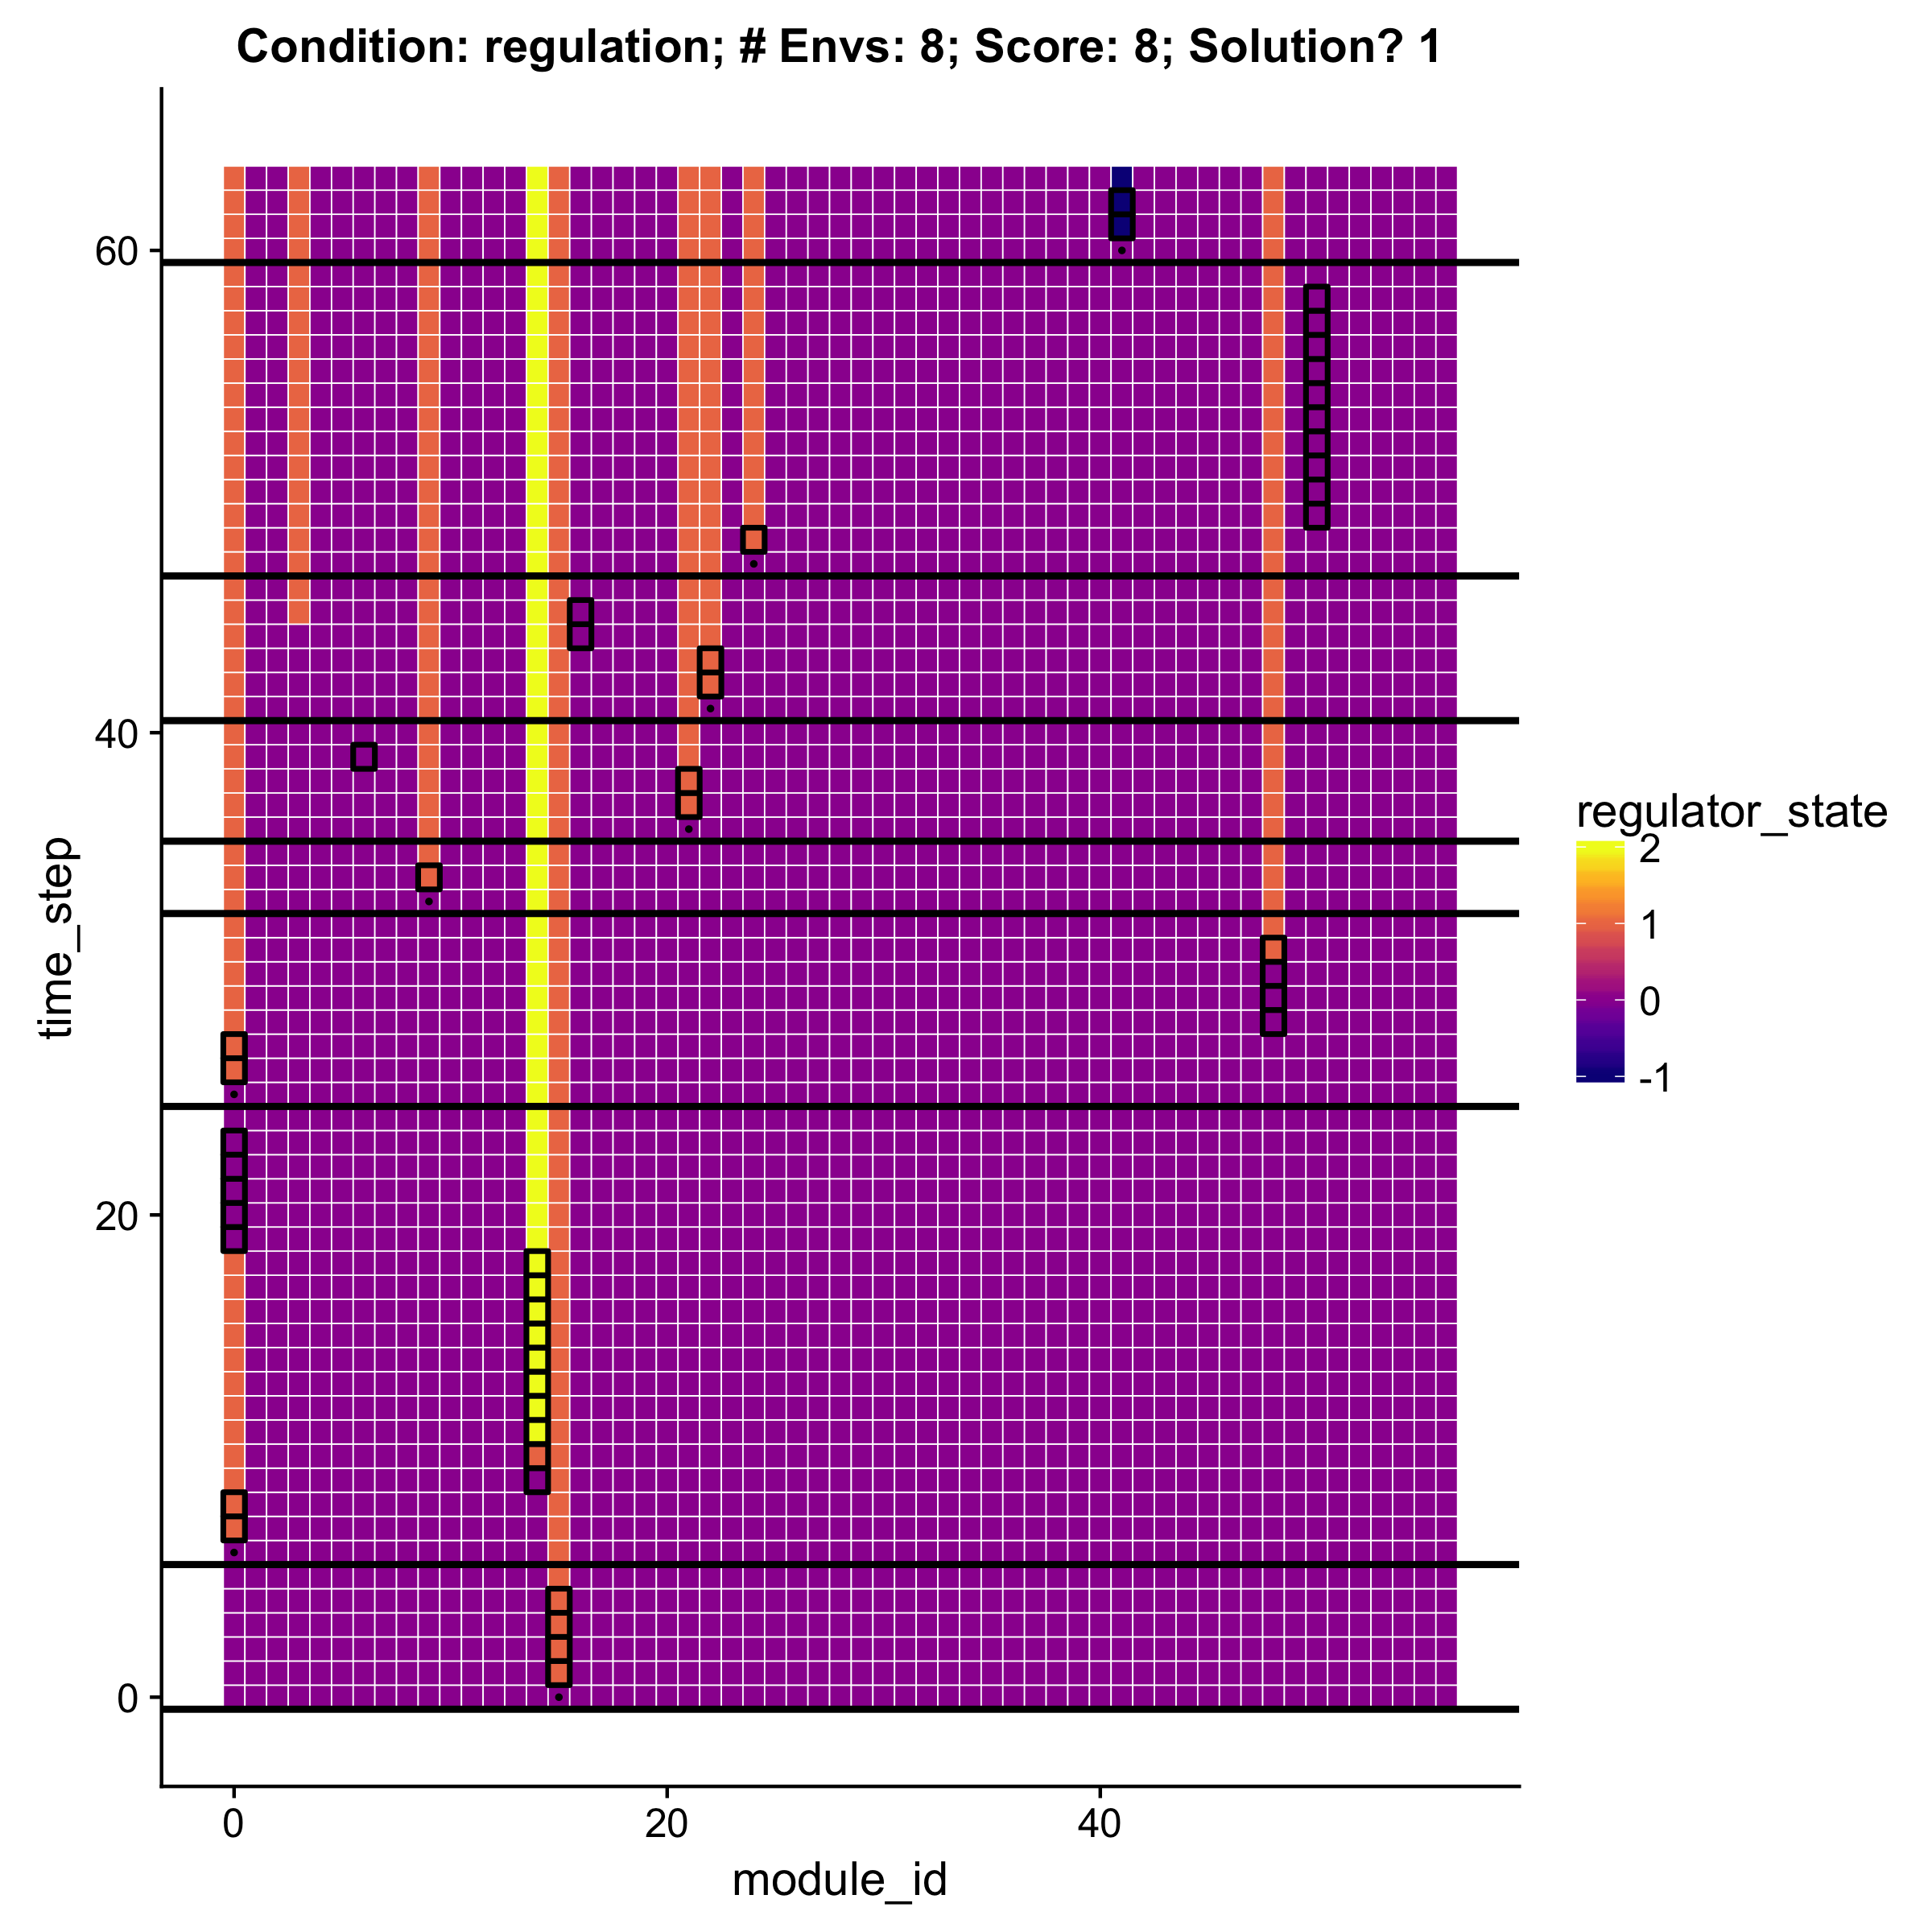 Condition: regulation; # Envs: 8; Score: 8; Solution? 1
60
40
20
0
time_step
0
20
40
module_id
regulator_state
2
1
0
-1